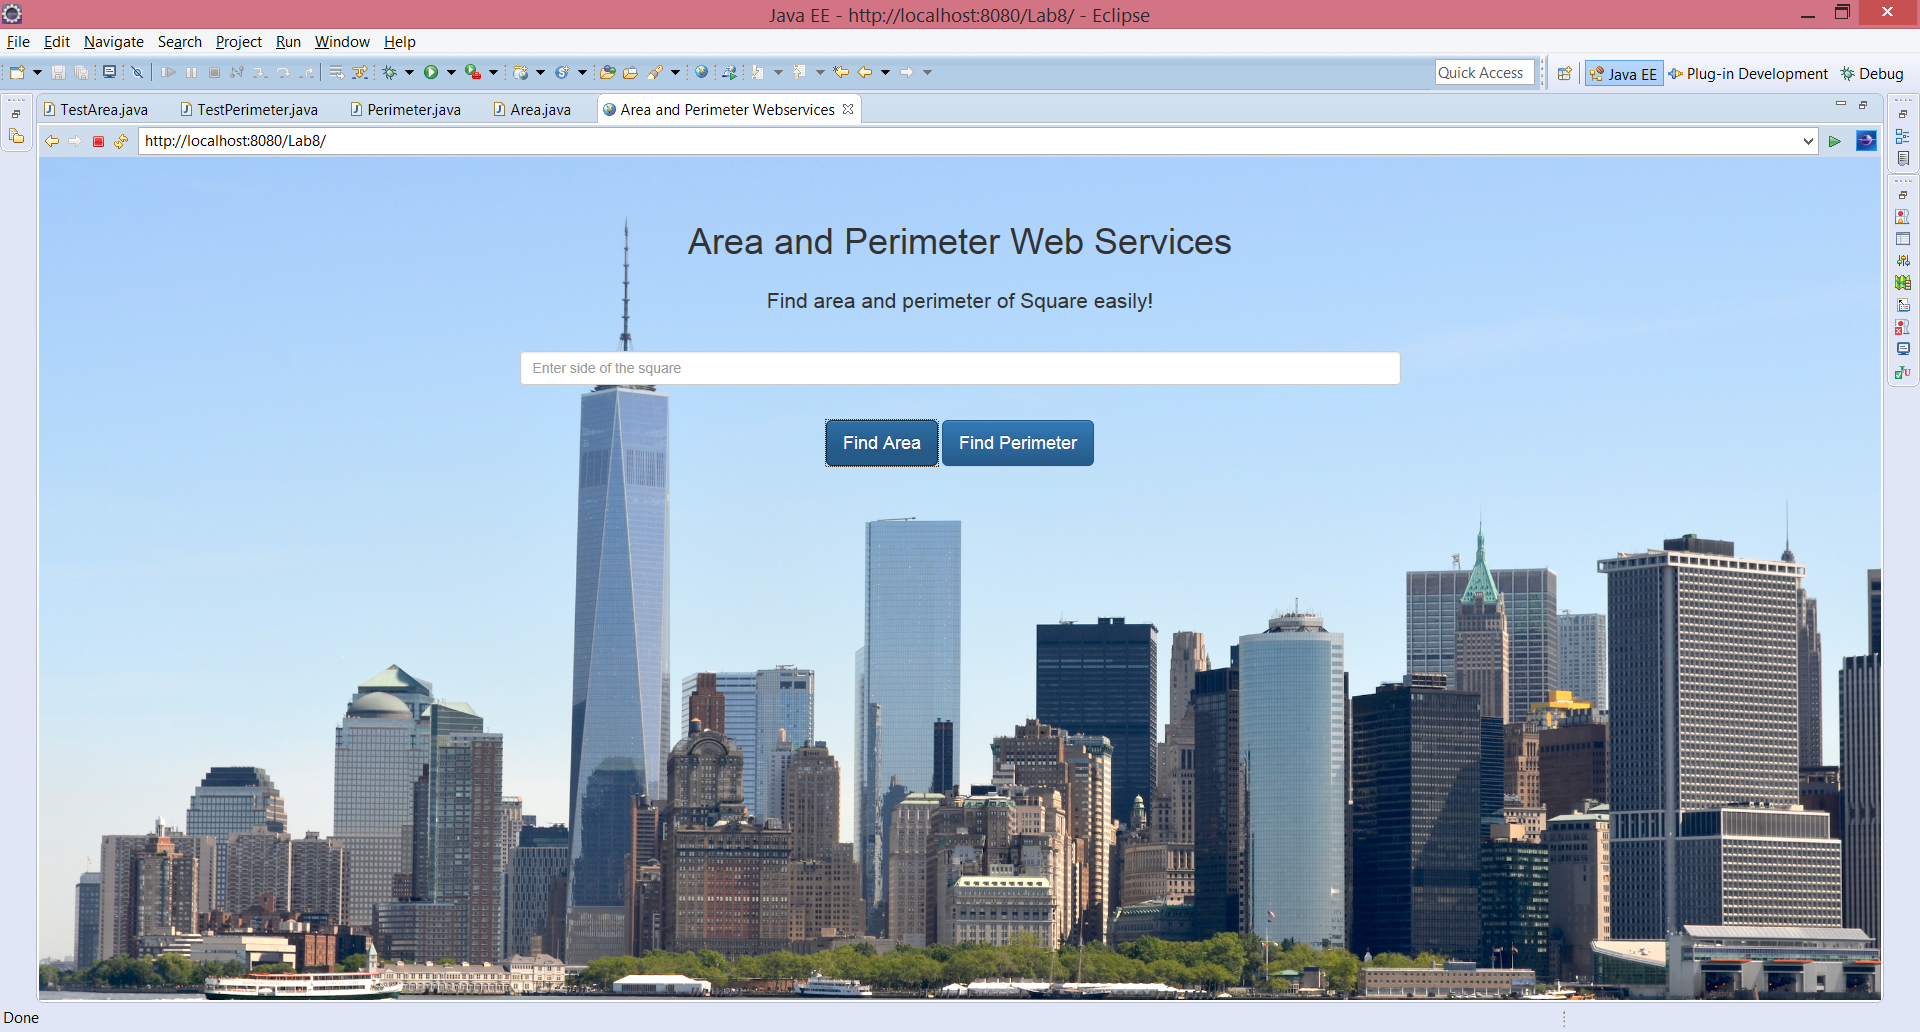 Java EE - http://localhost:8080/Lab8/ - Eclipse
File Edit Navigate Search Project Run Window Help
Quick Access Java EE Plug-in Development Debug
TestArea.java TestPerimeter.java Perimeter.java Area.java Area and Perimeter Webservices
http://localhost:8080/Lab8/
Area and Perimeter Web Services
Find area and perimeter of Square easily!
Enter side of the square
Find Area Find Perimeter
Done